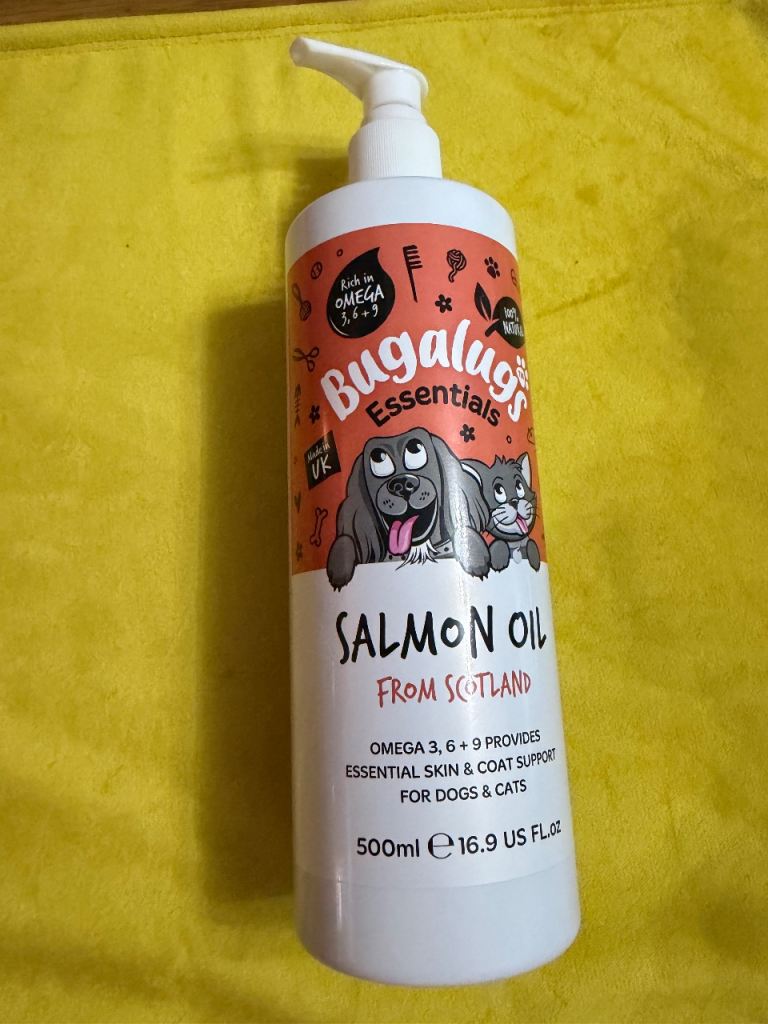 Rich in
OMEGA
3, 6 + 9
100%
NATURAL
Bugalugs
Essentials
Made in
UK
SALMON OIL
FROM SCOTLAND
OMEGA 3, 6 + 9 PROVIDES
ESSENTIAL SKIN & COAT SUPPORT
FOR DOGS & CATS
500ml ℮ 16.9 US FL.oz